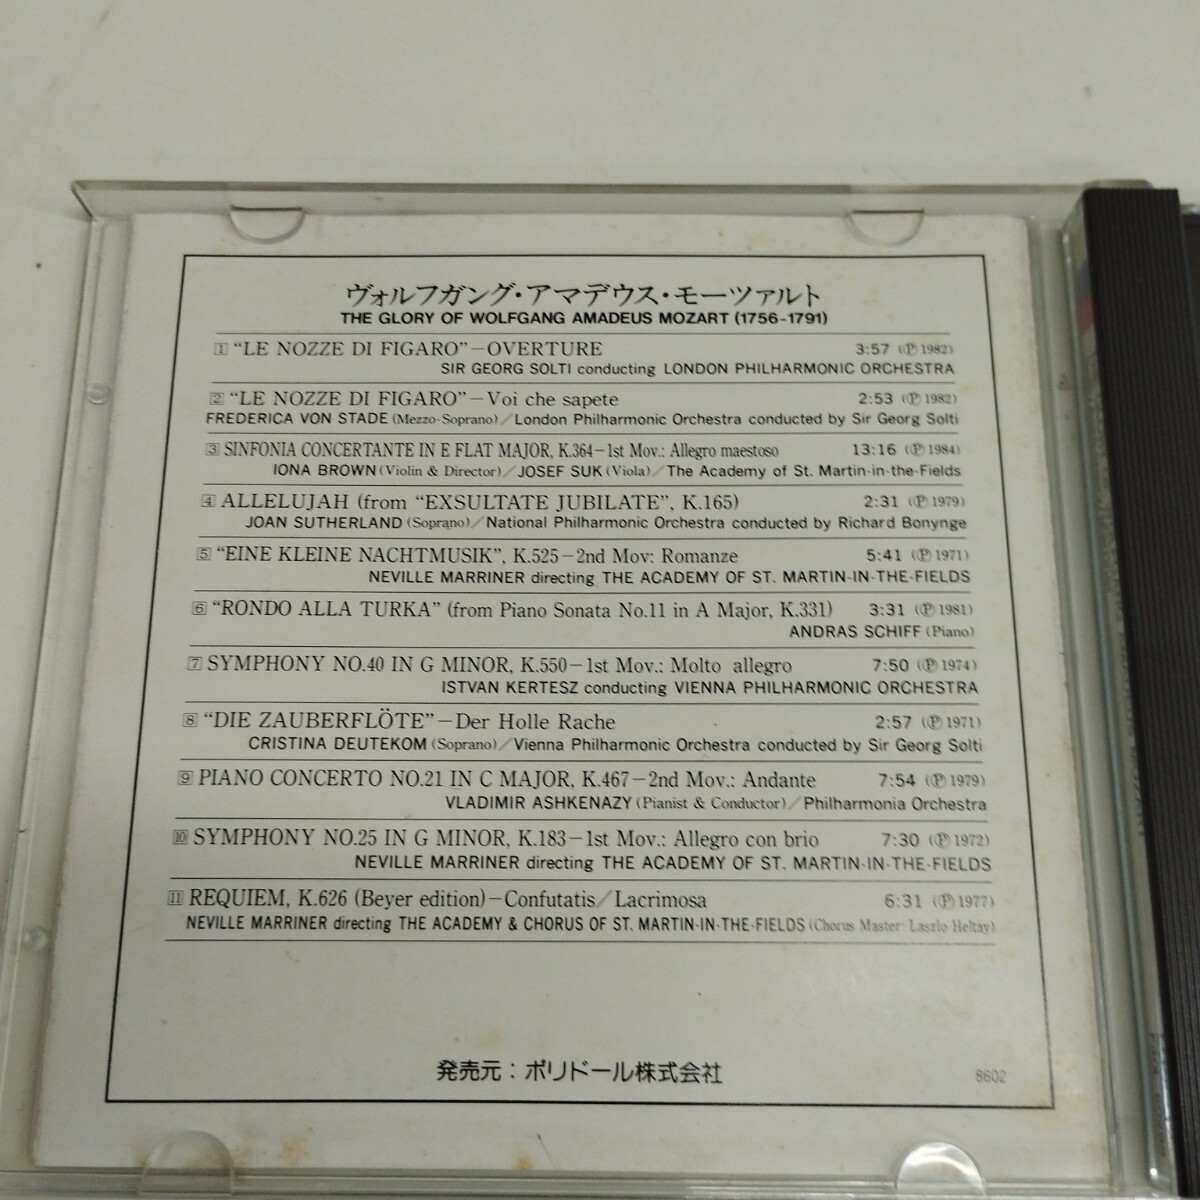 ヴォルフガング・アマデウス・モーツァルト
THE GLORY OF WOLFGANG AMADEUS MOZART (1756-1791)
1 “LE NOZZE DI FIGARO”－OVERTURE 3:57 (Ⓟ1982)
SIR GEORG SOLTI conducting LONDON PHILHARMONIC ORCHESTRA
2 “LE NOZZE DI FIGARO”－Voi che sapete 2:53 (Ⓟ1982)
FREDERICA VON STADE (Mezzo-Soprano)/London Philharmonic Orchestra conducted by Sir Georg Solti
3 SINFONIA CONCERTANTE IN E FLAT MAJOR, K.364－1st Mov.: Allegro maestoso 13:16 (Ⓟ1984)
IONA BROWN (Violin & Director)/JOSEF SUK (Viola)/The Academy of St. Martin-in-the-Fields
4 ALLELUJAH (from “EXSULTATE JUBILATE”, K.165) 2:31 (Ⓟ1979)
JOAN SUTHERLAND (Soprano)/National Philharmonic Orchestra conducted by Richard Bonynge
5 “EINE KLEINE NACHTMUSIK”, K.525－2nd Mov: Romanze 5:41 (Ⓟ1971)
NEVILLE MARRINER directing THE ACADEMY OF ST. MARTIN-IN-THE-FIELDS
6 “RONDO ALLA TURKA” (from Piano Sonata No.11 in A Major, K.331) 3:31 (Ⓟ1981)
ANDRAS SCHIFF (Piano)
7 SYMPHONY NO.40 IN G MINOR, K.550－1st Mov.: Molto allegro 7:50 (Ⓟ1974)
ISTVAN KERTESZ conducting VIENNA PHILHARMONIC ORCHESTRA
8 “DIE ZAUBERFLÖTE”－Der Holle Rache 2:57 (Ⓟ1971)
CRISTINA DEUTEKOM (Soprano)/Vienna Philharmonic Orchestra conducted by Sir Georg Solti
9 PIANO CONCERTO NO.21 IN C MAJOR, K.467－2nd Mov.: Andante 7:54 (Ⓟ1979)
VLADIMIR ASHKENAZY (Pianist & Conductor)/Philharmonia Orchestra
10 SYMPHONY NO.25 IN G MINOR, K.183－1st Mov.: Allegro con brio 7:30 (Ⓟ1972)
NEVILLE MARRINER directing THE ACADEMY OF ST. MARTIN-IN-THE-FIELDS
11 REQUIEM, K.626 (Beyer edition)－Confutatis/Lacrimosa 6:31 (Ⓟ1977)
NEVILLE MARRINER directing THE ACADEMY & CHORUS OF ST. MARTIN-IN-THE-FIELDS (Chorus Master: Laszlo Heltay)
発売元：ポリドール株式会社
8602